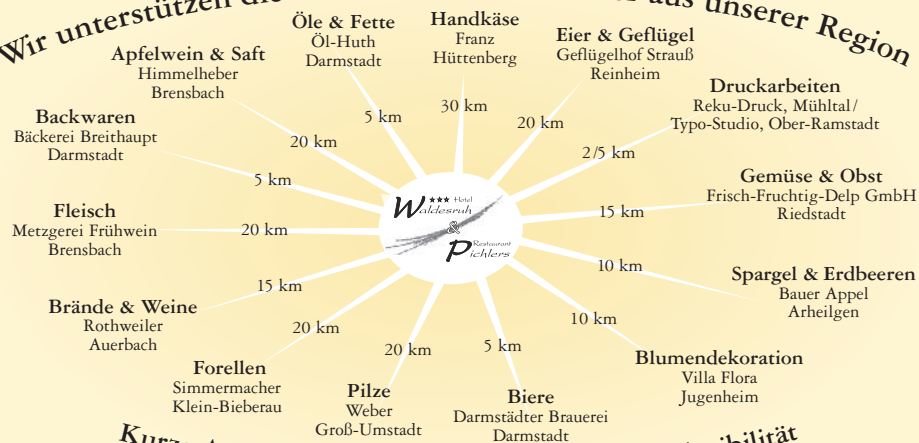 Wir unterstützen die
aus unserer Region
Öle & Fette
Öl-Huth
Darmstadt
5 km
Handkäse
Franz
Hüttenberg
30 km
Eier & Geflügel
Geflügelhof Strauß
Reinheim
20 km
Druckarbeiten
Reku-Druck, Mühltal/
Typo-Studio, Ober-Ramstadt
2/5 km
Gemüse & Obst
Frisch-Fruchtig-Delp GmbH
Riedstadt
15 km
Spargel & Erdbeeren
Bauer Appel
Arheilgen
10 km
Blumendekoration
Villa Flora
Jugenheim
10 km
Biere
Darmstädter Brauerei
Darmstadt
5 km
Pilze
Weber
Groß-Umstadt
20 km
Forellen
Simmermacher
Klein-Bieberau
20 km
Brände & Weine
Rothweiler
Auerbach
15 km
Fleisch
Metzgerei Frühwein
Brensbach
20 km
Backwaren
Bäckerei Breithaupt
Darmstadt
5 km
Apfelwein & Saft
Himmelheber
Brensbach
20 km
*** Hotel
Waldesruh
&
Restaurant
Pichlers